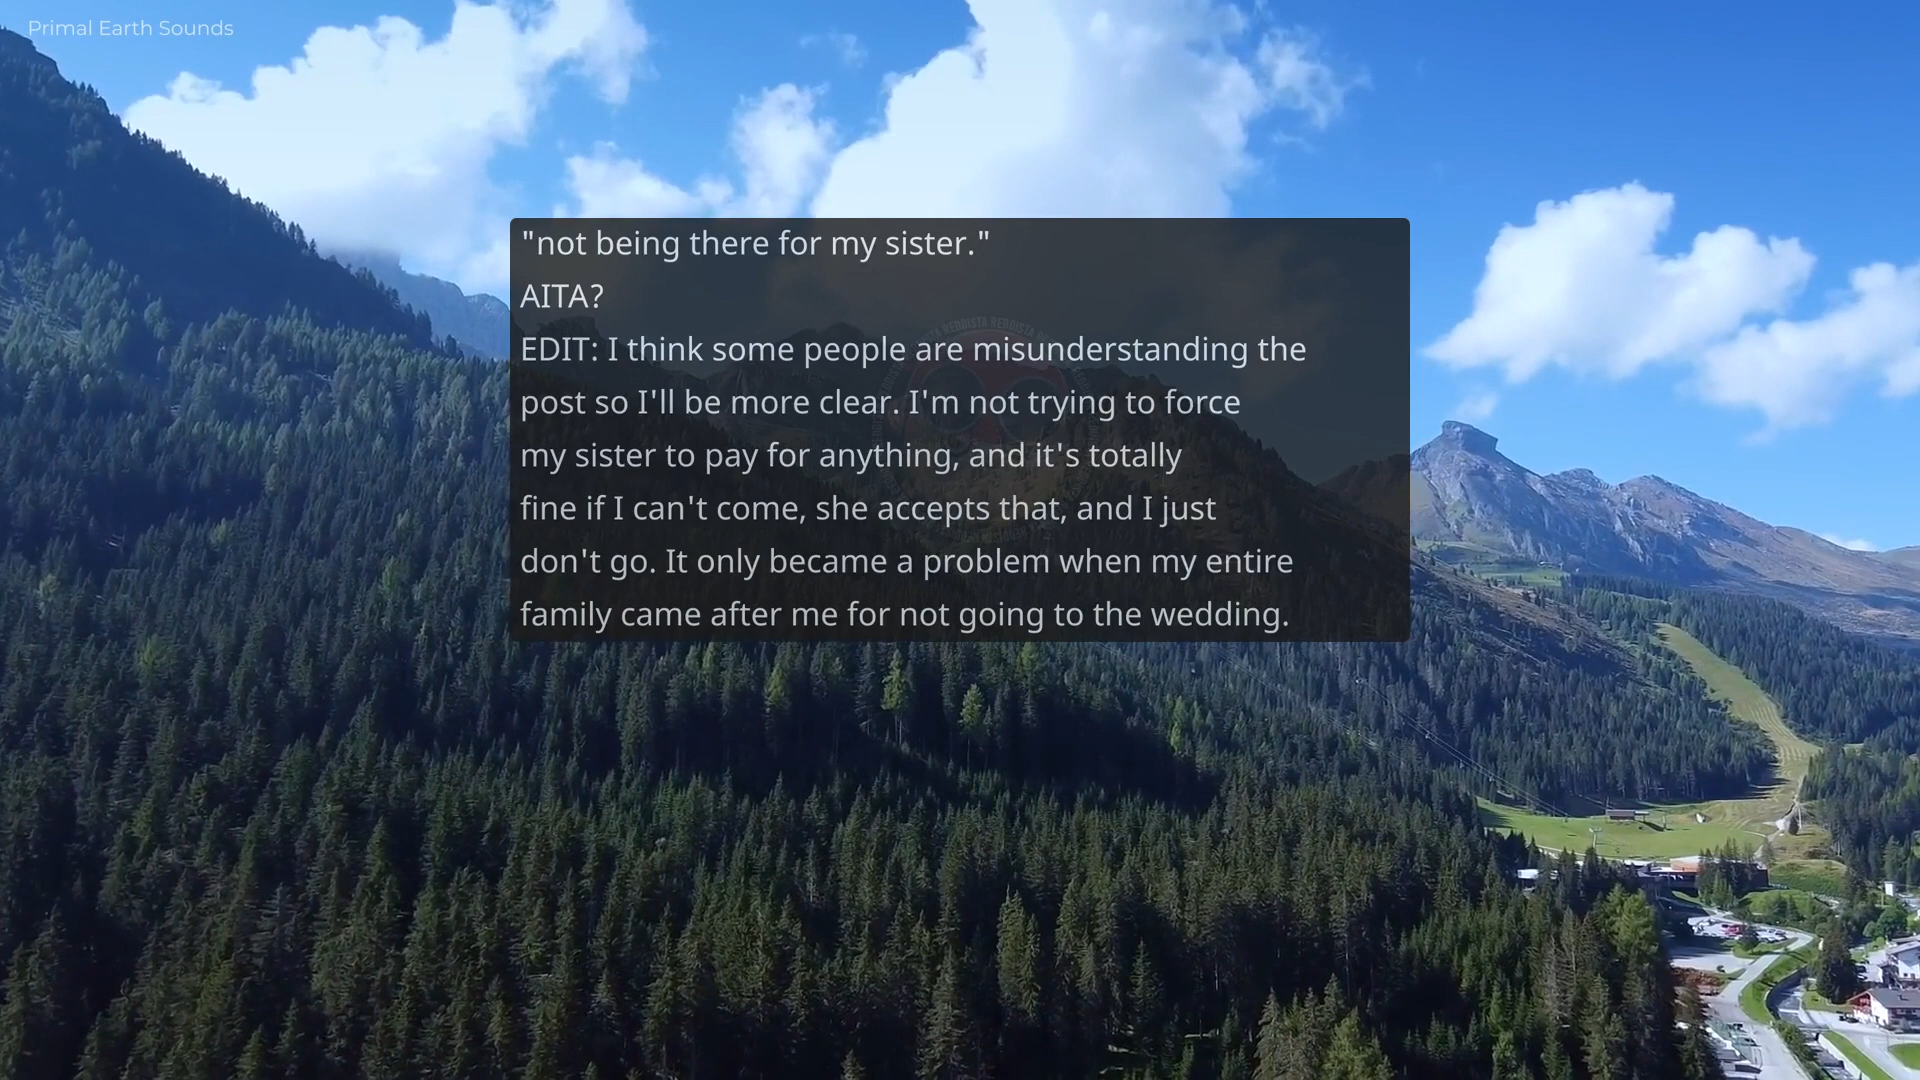 Primal Earth Sounds
"not being there for my sister."
AITA?
EDIT: I think some people are misunderstanding the
post so I'll be more clear. I'm not trying to force
my sister to pay for anything, and it's totally
fine if I can't come, she accepts that, and I just
don't go. It only became a problem when my entire
family came after me for not going to the wedding.